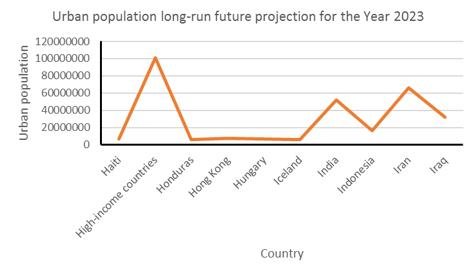 Urban population long-run future projection for the Year 2023
Urban population
120000000
100000000
80000000
60000000
40000000
20000000
0
Haiti
High-income countries
Honduras
Hong Kong
Hungary
Iceland
India
Indonesia
Iran
Iraq
Country